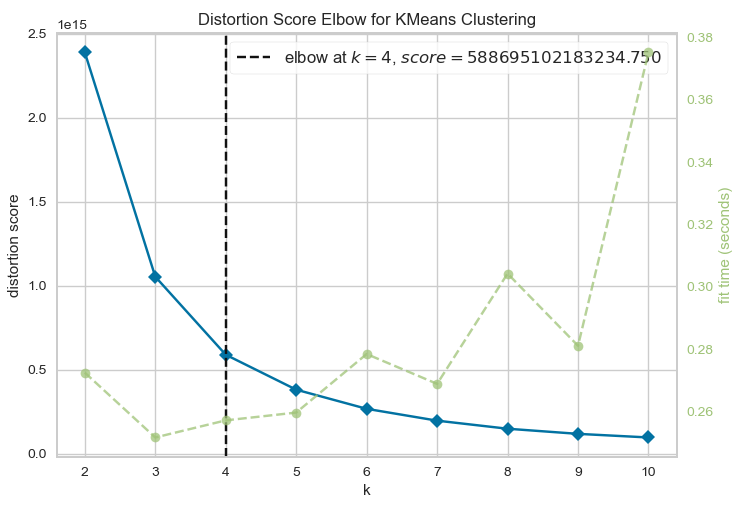 Distortion Score Elbow for KMeans Clustering
1e15
elbow at k = 4, score = 588695102183234.750
2.5
2.0
1.5
1.0
0.5
0.0
distortion score
0.38
0.36
0.34
0.32
0.30
0.28
0.26
fit time (seconds)
2 3 4 5 6 7 8 9 10
k